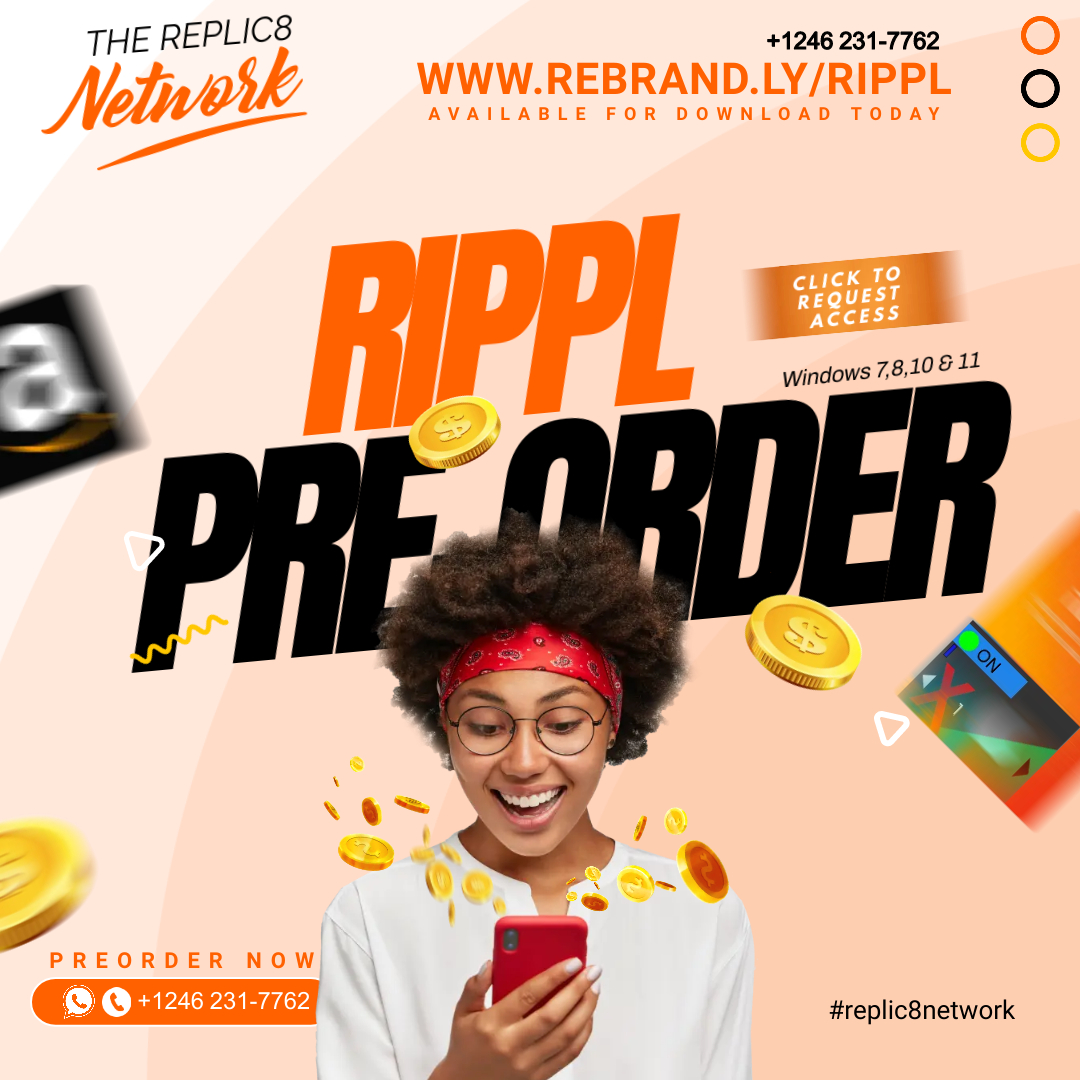 THE REPLIC8
Network
+1246 231-7762
WWW.REBRAND.LY/RIPPL
AVAILABLE FOR DOWNLOAD TODAY
RIPPL
CLICK TO
REQUEST
ACCESS
Windows 7,8,10 & 11
PRE ORDER
a
ON
X
PREORDER NOW
+1246 231-7762
#replic8network